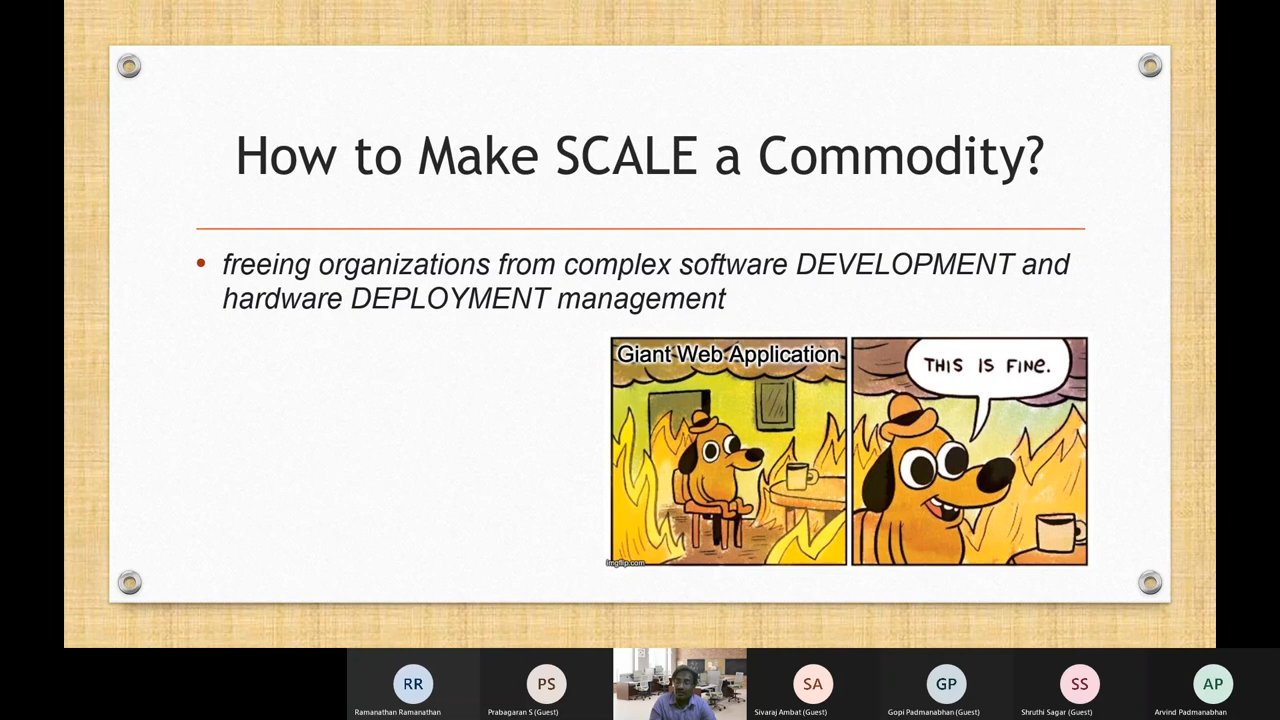 How to Make SCALE a Commodity?
• freeing organizations from complex software DEVELOPMENT and
hardware DEPLOYMENT management
Giant Web Application
THIS IS FINE.
imgflip.com
RR
PS
SA
GP
SS
AP
Ramanathan Ramanathan
Prabagaran S (Guest)
Sivaraj Ambat (Guest)
Gopi Padmanabhan (Guest)
Shruthi Sagar (Guest)
Arvind Padmanabhan